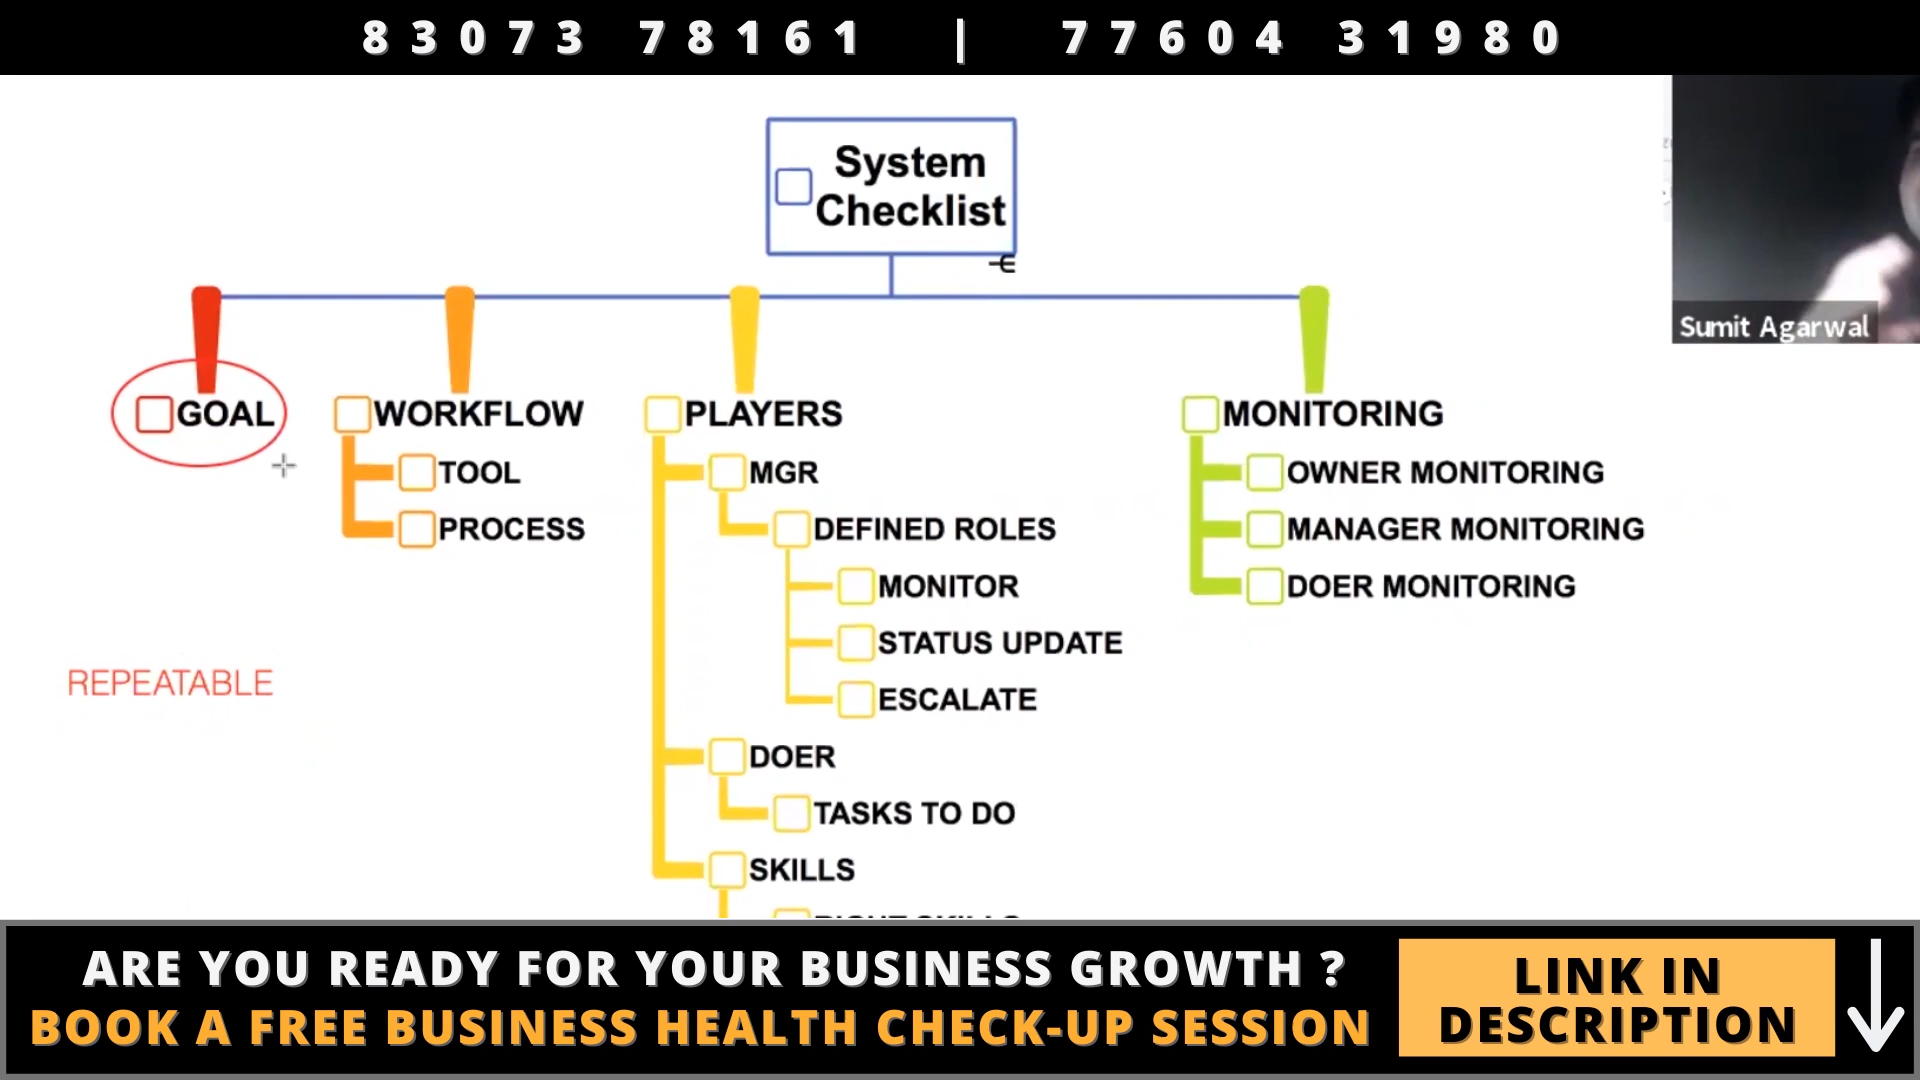 83073 78161 | 77604 31980
System
Checklist
Sumit Agarwal
GOAL
WORKFLOW
TOOL
PROCESS
PLAYERS
MGR
DEFINED ROLES
MONITOR
STATUS UPDATE
ESCALATE
DOER
TASKS TO DO
SKILLS
MONITORING
OWNER MONITORING
MANAGER MONITORING
DOER MONITORING
REPEATABLE
ARE YOU READY FOR YOUR BUSINESS GROWTH ?
BOOK A FREE BUSINESS HEALTH CHECK-UP SESSION
LINK IN
DESCRIPTION